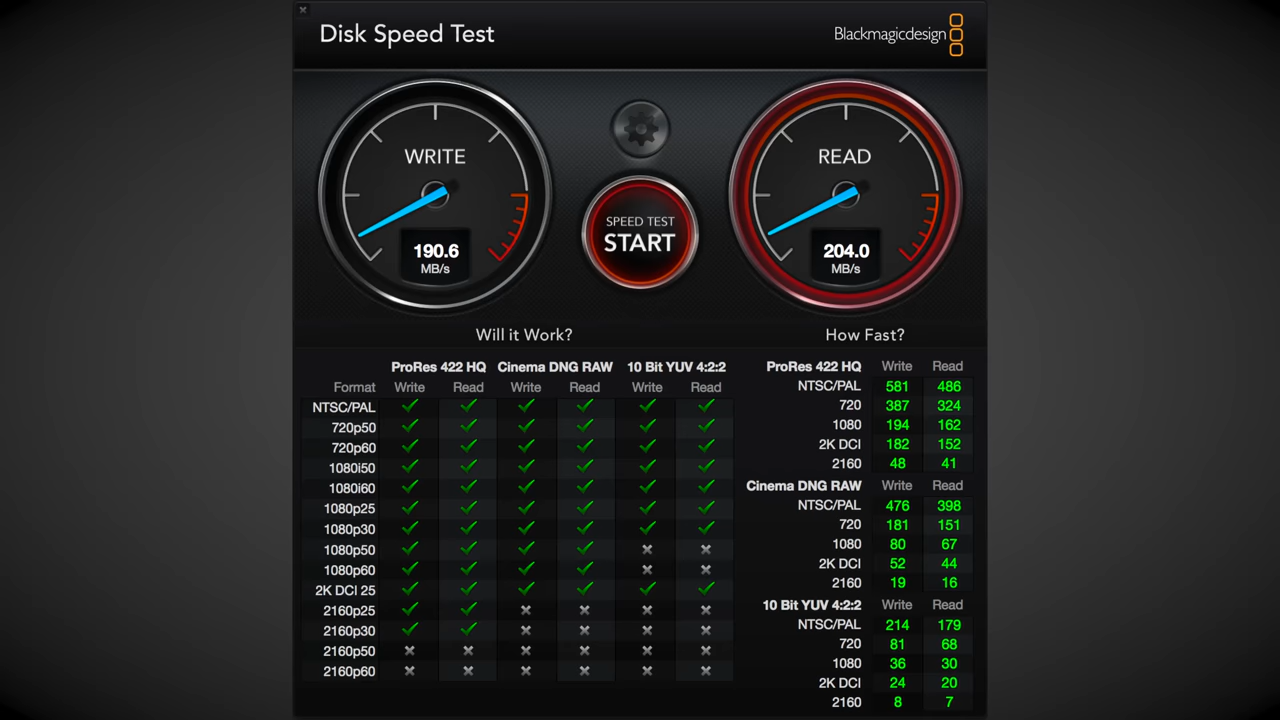 Disk Speed Test
Blackmagicdesign
WRITE
190.6
MB/s
SPEED TEST
START
READ
204.0
MB/s
Will it Work?
ProRes 422 HQ Cinema DNG RAW 10 Bit YUV 4:2:2
Format Write Read Write Read Write Read
NTSC/PAL
720p50
720p60
1080i50
1080i60
1080p25
1080p30
1080p50
1080p60
2K DCI 25
2160p25
2160p30
2160p50
2160p60
How Fast?
ProRes 422 HQ Write Read
NTSC/PAL 581 486
720 387 324
1080 194 162
2K DCI 182 152
2160 48 41
Cinema DNG RAW Write Read
NTSC/PAL 476 398
720 181 151
1080 80 67
2K DCI 52 44
2160 19 16
10 Bit YUV 4:2:2 Write Read
NTSC/PAL 214 179
720 81 68
1080 36 30
2K DCI 24 20
2160 8 7